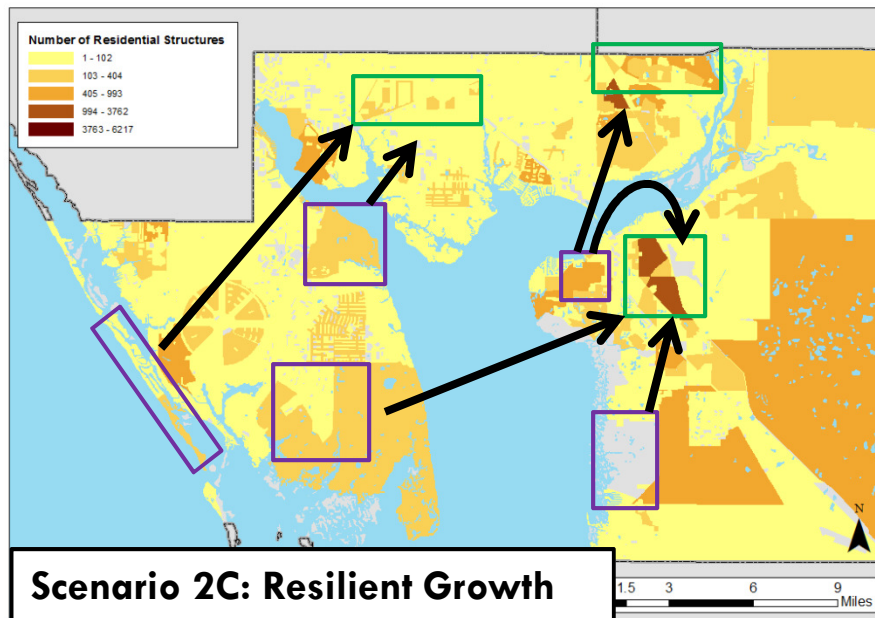 Number of Residential Structures
1 - 102
103 - 404
405 - 993
994 - 3762
3763 - 6217
N
Scenario 2C: Resilient Growth
1.5 3 6 9
Miles